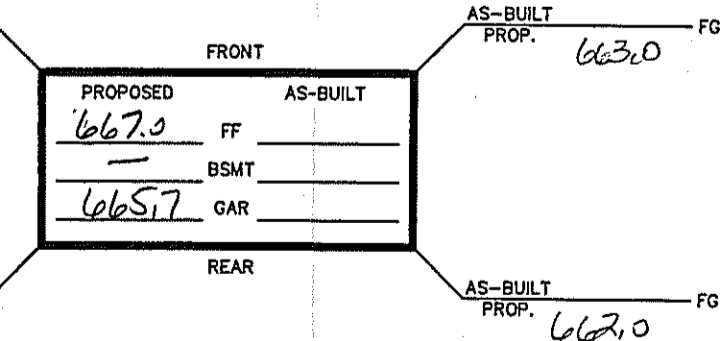 AS-BUILT
PROP. 663.0 FG
FRONT
PROPOSED AS-BUILT
667.0 FF
— BSMT
665.7 GAR
REAR
AS-BUILT
PROP. 662.0 FG